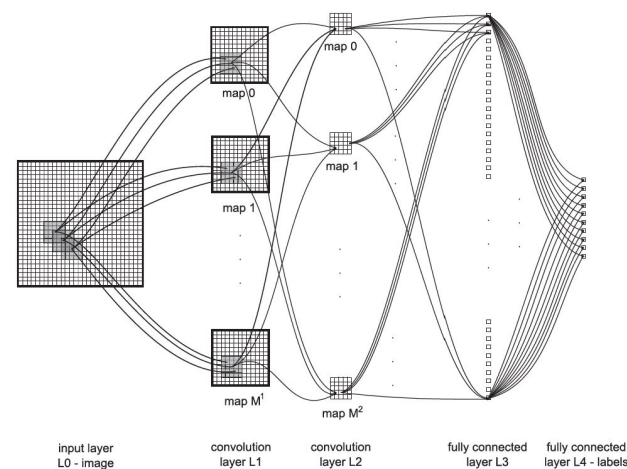 map 0
map 0
map 1
map 1
map M¹
map M²
input layer
L0 - image
convolution
layer L1
convolution
layer L2
fully connected
layer L3
fully connected
layer L4 - labels